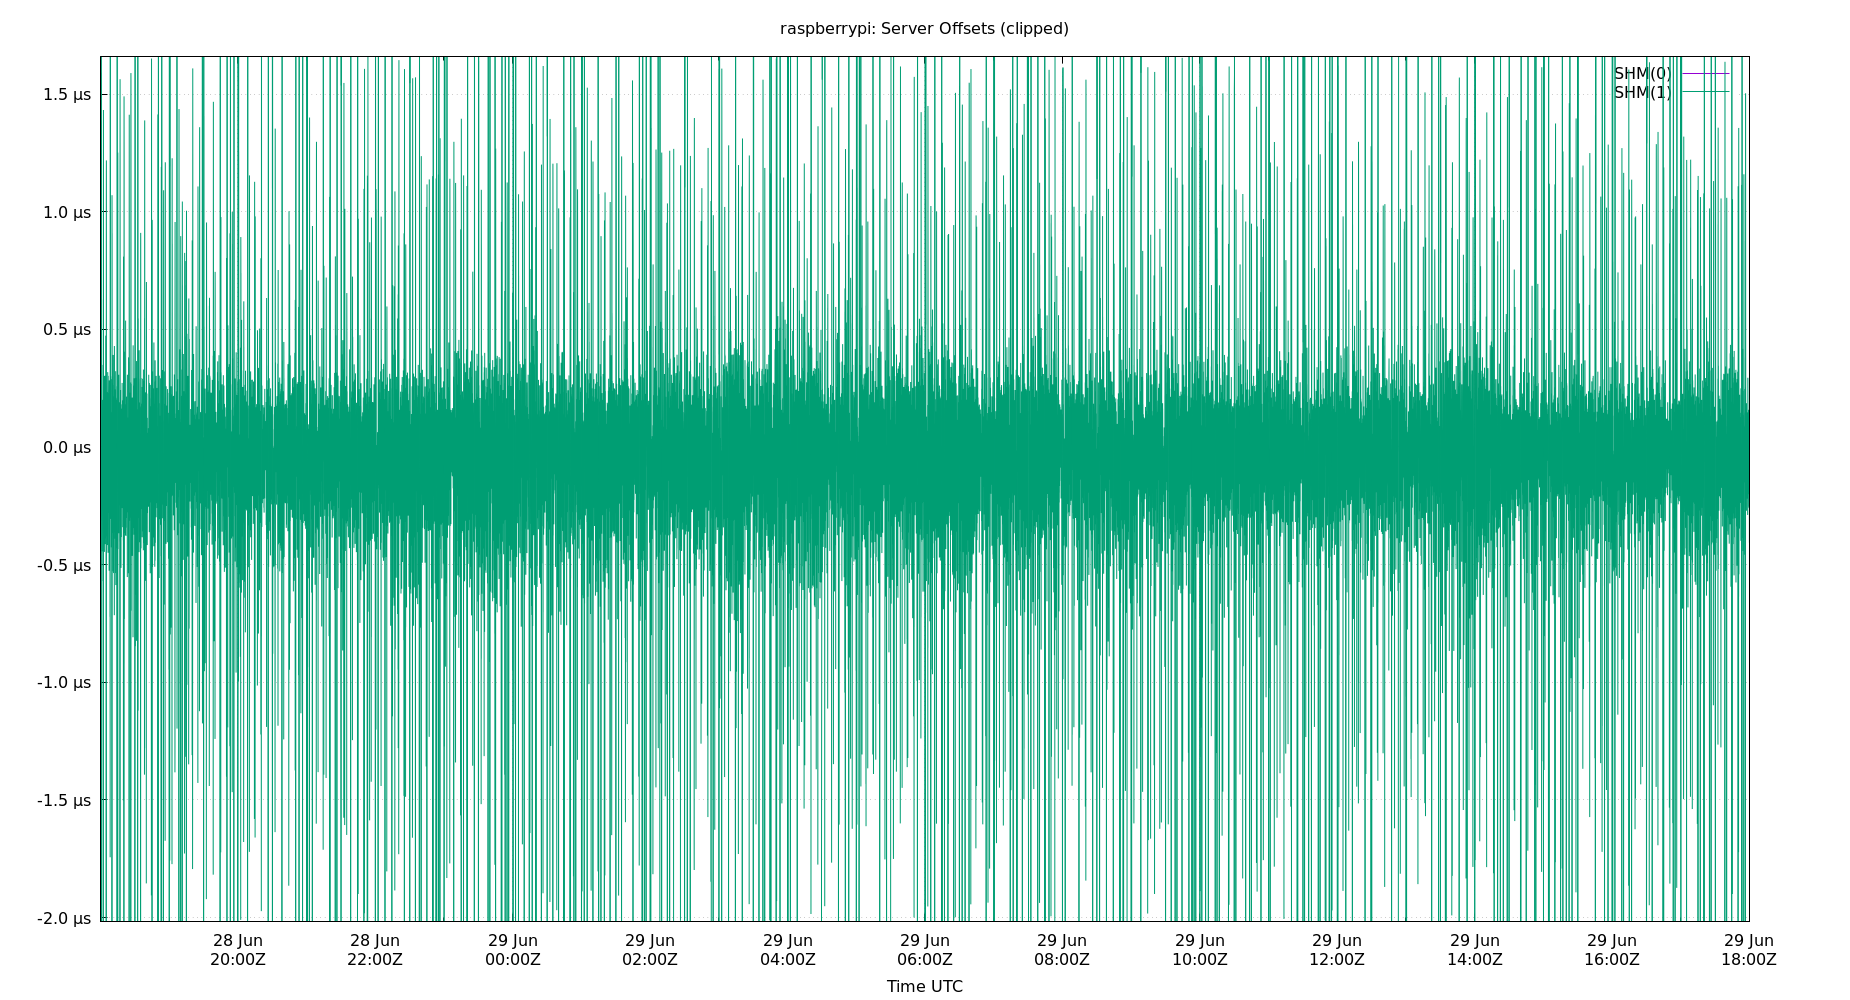 raspberrypi: Server Offsets (clipped)
SHM(0)
SHM(1)
1.5 µs
1.0 µs
0.5 µs
0.0 µs
-0.5 µs
-1.0 µs
-1.5 µs
-2.0 µs
28 Jun 28 Jun 29 Jun 29 Jun 29 Jun 29 Jun 29 Jun 29 Jun 29 Jun 29 Jun 29 Jun 29 Jun
20:00Z 22:00Z 00:00Z 02:00Z 04:00Z 06:00Z 08:00Z 10:00Z 12:00Z 14:00Z 16:00Z 18:00Z
Time UTC